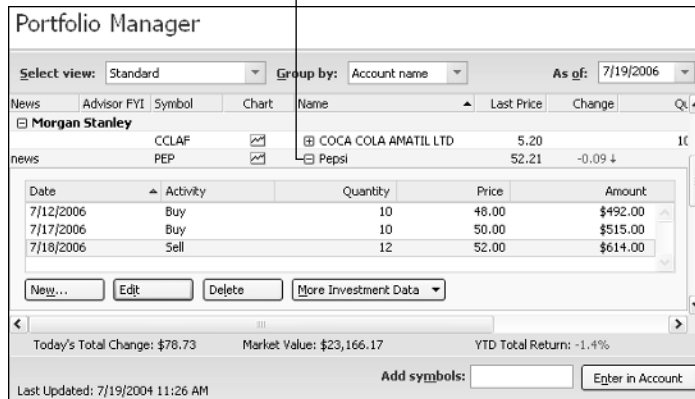 Portfolio Manager
Select view: Standard Group by: Account name As of: 7/19/2006
News Advisor FYI Symbol Chart Name Last Price Change
Morgan Stanley
CCLAF COCA COLA AMATIL LTD 5.20
news PEP Pepsi 52.21 -0.09
Date Activity Quantity Price Amount
7/12/2006 Buy 10 48.00 $492.00
7/17/2006 Buy 10 50.00 $515.00
7/18/2006 Sell 12 52.00 $614.00
New... Edit Delete More Investment Data
Today's Total Change: $78.73 Market Value: $23,166.17 YTD Total Return: -1.4%
Add symbols: Enter in Account
Last Updated: 7/19/2004 11:26 AM